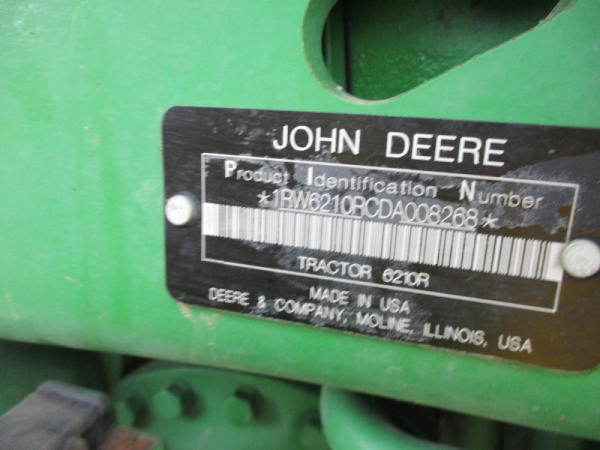 JOHN DEERE
Product Identification Number
*1RW6210RCDA008268*
TRACTOR 6210R
MADE IN USA
DEERE & COMPANY, MOLINE, ILLINOIS, USA